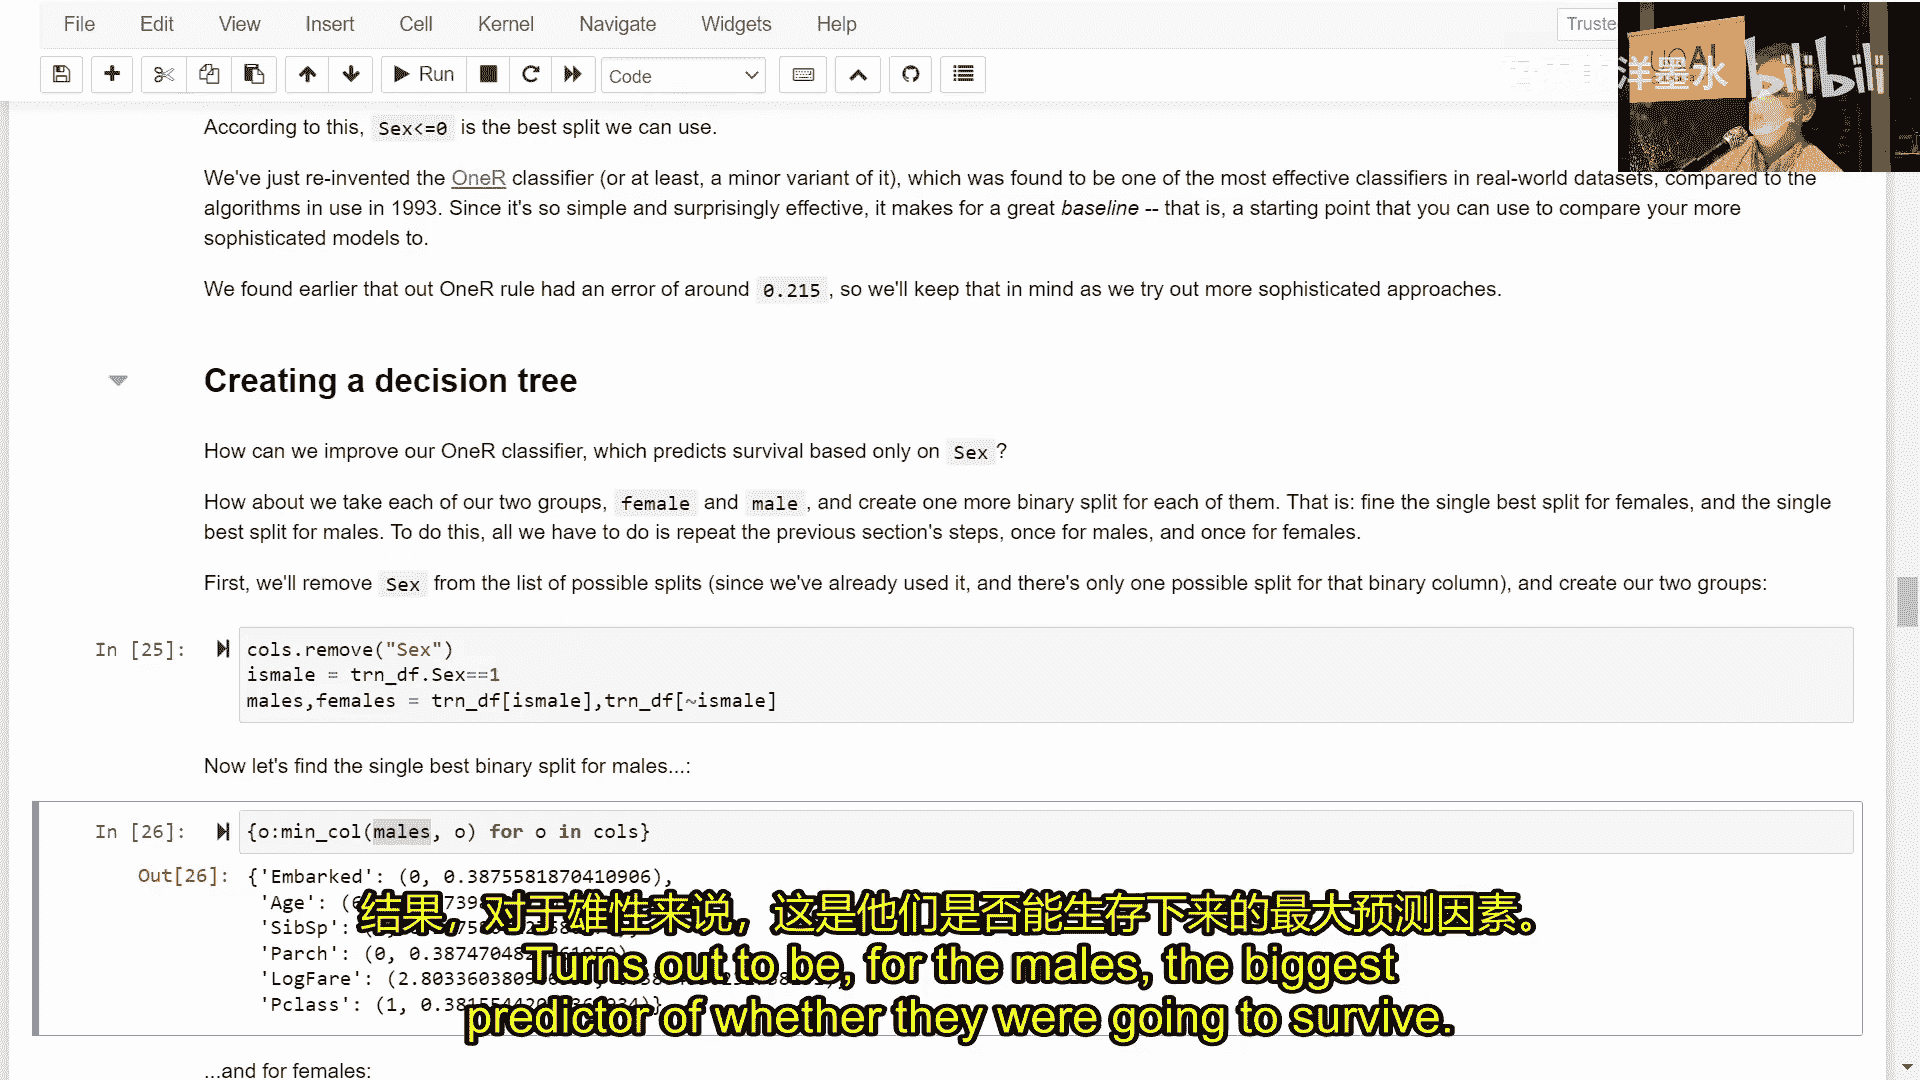 File Edit View Insert Cell Kernel Navigate Widgets Help Truste
Run Code
洋墨水 bilibili
According to this, Sex<=0 is the best split we can use.
We've just re-invented the OneR classifier (or at least, a minor variant of it), which was found to be one of the most effective classifiers in real-world datasets, compared to the
algorithms in use in 1993. Since it's so simple and surprisingly effective, it makes for a great baseline -- that is, a starting point that you can use to compare your more
sophisticated models to.
We found earlier that out OneR rule had an error of around 0.215 , so we'll keep that in mind as we try out more sophisticated approaches.
Creating a decision tree
How can we improve our OneR classifier, which predicts survival based only on Sex ?
How about we take each of our two groups, female and male , and create one more binary split for each of them. That is: fine the single best split for females, and the single
best split for males. To do this, all we have to do is repeat the previous section's steps, once for males, and once for females.
First, we'll remove Sex from the list of possible splits (since we've already used it, and there's only one possible split for that binary column), and create our two groups:
In [25]: cols.remove("Sex")
ismale = trn_df.Sex==1
males,females = trn_df[ismale],trn_df[~ismale]
Now let's find the single best binary split for males...:
In [26]: {o:min_col(males, o) for o in cols}
Out[26]: {'Embarked': (0, 0.3875581870410906),
'Age':
'SibSp':
'Parch': (0,
'LogFare':
'Pclass': (1,
结果，对于雄性来说，这是他们是否能生存下来的最大预测因素。
Turns out to be, for the males, the biggest
predictor of whether they were going to survive.
...and for females: